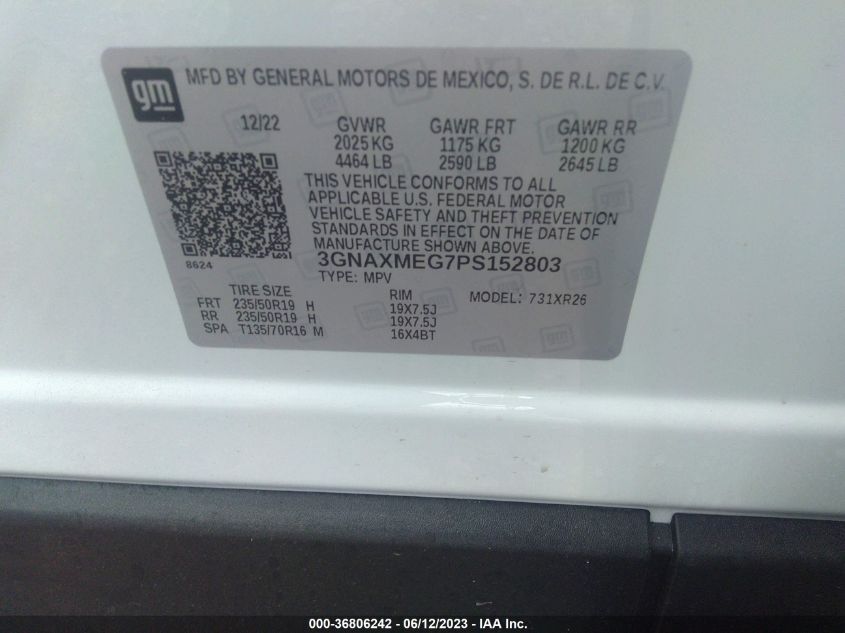 gm
MFD BY GENERAL MOTORS DE MEXICO, S. DE R.L. DE C.V.
12/22 GVWR GAWR FRT GAWR RR
2025 KG 1175 KG 1200 KG
4464 LB 2590 LB 2645 LB
THIS VEHICLE CONFORMS TO ALL
APPLICABLE U.S. FEDERAL MOTOR
VEHICLE SAFETY AND THEFT PREVENTION
STANDARDS IN EFFECT ON THE DATE OF
MANUFACTURE SHOWN ABOVE.
8624
3GNAXMEG7PS152803
TYPE: MPV
TIRE SIZE RIM MODEL: 731XR26
FRT 235/50R19 H 19X7.5J
RR 235/50R19 H 19X7.5J
SPA T135/70R16 M 16X4BT
000-36806242 - 06/12/2023 - IAA Inc.